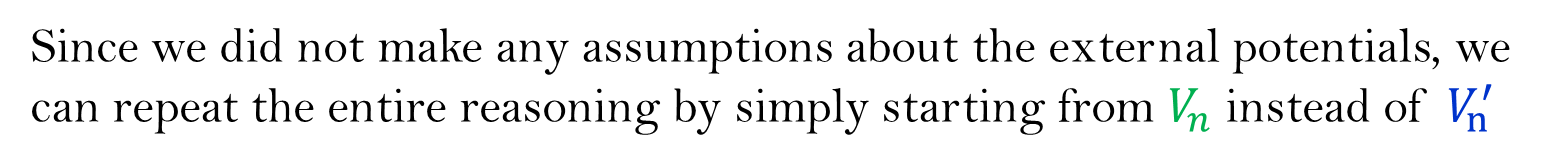 Since we did not make any assumptions about the external potentials, we
can repeat the entire reasoning by simply starting from Vₙ instead of Vₙ′